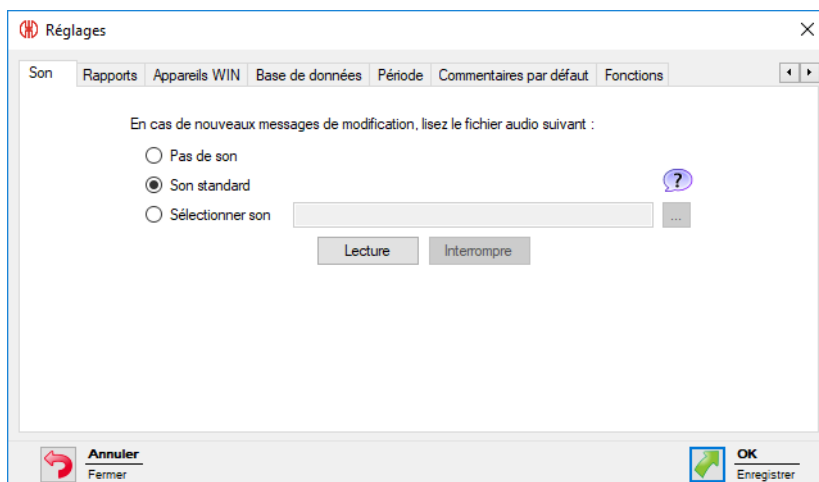 Réglages
Son Rapports Appareils WIN Base de données Période Commentaires par défaut Fonctions
En cas de nouveaux messages de modification, lisez le fichier audio suivant :
Pas de son
Son standard
?
Sélectionner son ...
Lecture Interrompre
Annuler OK
Fermer Enregistrer